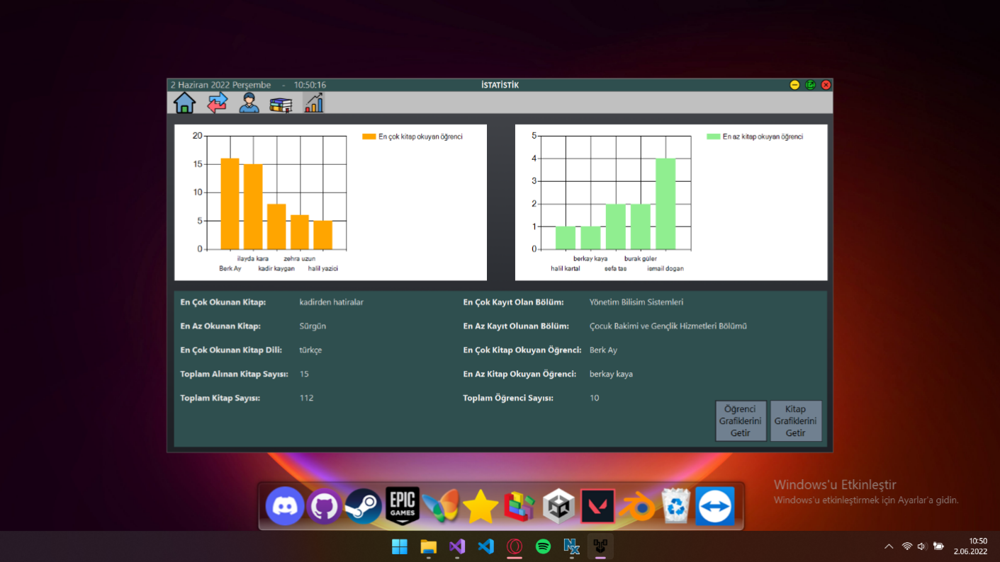 2 Haziran 2022 Perşembe - 10:50:16
İSTATİSTİK
20
15
10
5
0
En çok kitap okuyan öğrenci
ilayda kara zehra uzun
Berk Ay kadir kaygan halil yazici
5
4
3
2
1
0
En az kitap okuyan öğrenci
berkay kaya burak güler
halil kartal sefa tas ismail dogan
En Çok Okunan Kitap: kadirden hatiralar
En Az Okunan Kitap: Sürgün
En Çok Okunan Kitap Dili: türkçe
Toplam Alınan Kitap Sayısı: 15
Toplam Kitap Sayısı: 112
En Çok Kayıt Olan Bölüm: Yönetim Bilisim Sistemleri
En Az Kayıt Olunan Bölüm: Çocuk Bakimi ve Gençlik Hizmetleri Bölümü
En Çok Kitap Okuyan Öğrenci: Berk Ay
En Az Kitap Okuyan Öğrenci: berkay kaya
Toplam Öğrenci Sayısı: 10
Öğrenci
Grafiklerini
Getir
Kitap
Grafiklerini
Getir
EPIC
GAMES
Windows'u Etkinleştir
Windows'u etkinleştirmek için Ayarlar'a gidin.
10:50
2.06.2022